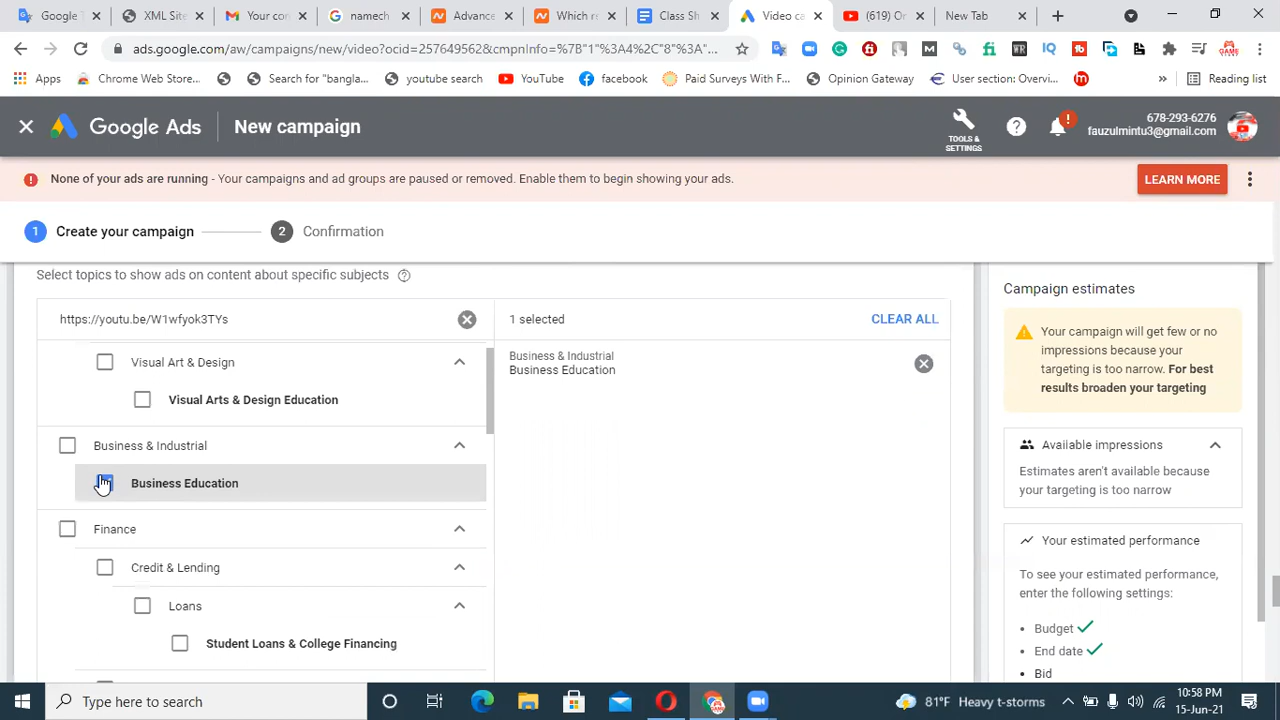 Google T
XML Site
Your con
namech
Advance
Which re
Class Sh
Video ca
(619) Or
New Tab
ads.google.com/aw/campaigns/new/video?ocid=257649562&cmpnInfo=%7B"1"%3A4%2C"8"%3A"...
Apps
Chrome Web Store...
Search for "bangla...
youtube.search
YouTube
facebook
Paid Surveys With F...
Opinion Gateway
User section: Overvi...
»
Reading list
Google Ads
New campaign
TOOLS & SETTINGS
678-293-6276
fauzulmintu3@gmail.com
None of your ads are running - Your campaigns and ad groups are paused or removed. Enable them to begin showing your ads.
LEARN MORE
1 Create your campaign
2 Confirmation
Select topics to show ads on content about specific subjects
https://youtu.be/W1wfyok3TYs
1 selected
CLEAR ALL
Visual Art & Design
Visual Arts & Design Education
Business & Industrial
Business Education
Finance
Credit & Lending
Loans
Student Loans & College Financing
Business & Industrial
Business Education
Campaign estimates
Your campaign will get few or no
impressions because your
targeting is too narrow. For best
results broaden your targeting
Available impressions
Estimates aren't available because
your targeting is too narrow
Your estimated performance
To see your estimated performance,
enter the following settings:
• Budget
• End date
• Bid
Type here to search
81°F Heavy t-storms
10:58 PM
15-Jun-21